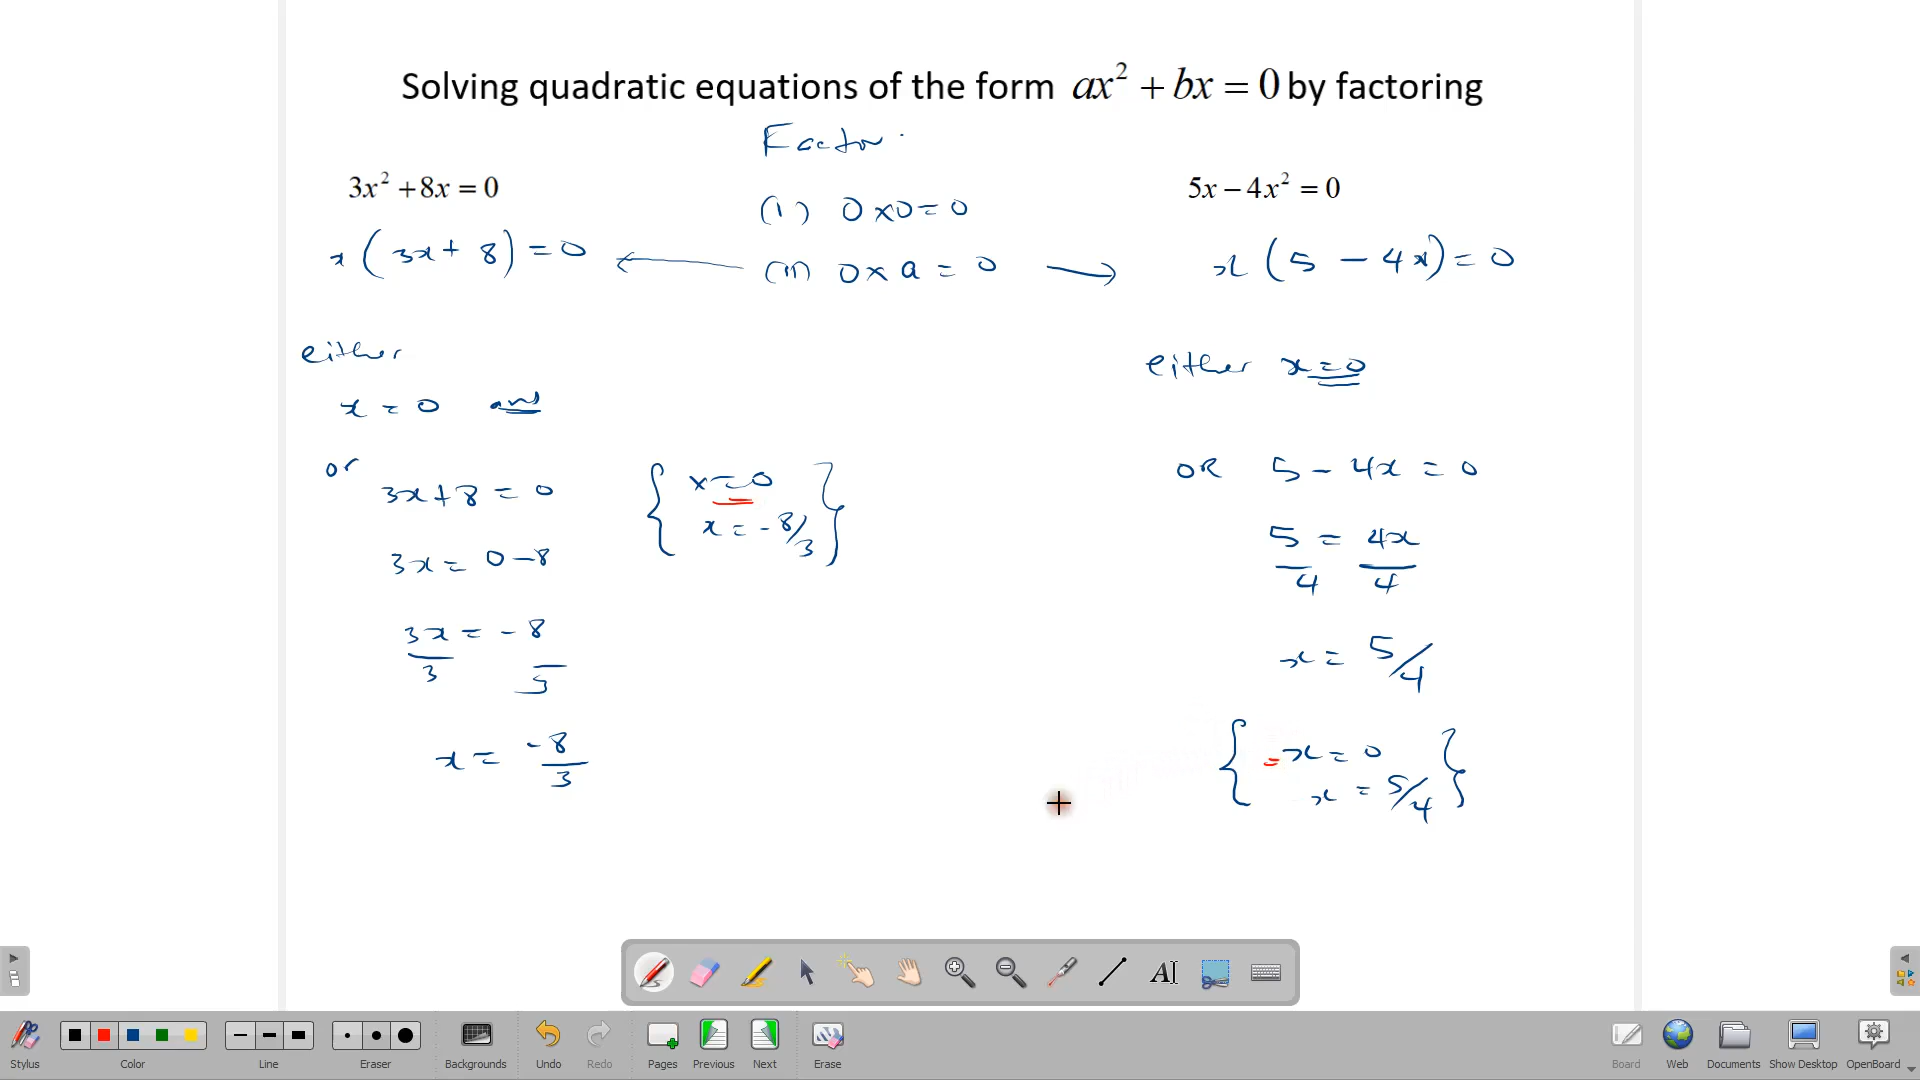 Solving quadratic equations of the form ax² + bx = 0 by factoring
Factor.
3x² + 8x = 0
x(3x + 8) = 0
either
x = 0 ans
or
3x + 8 = 0
3x = 0 - 8
3x = - 8
3 3
x = -8
3
(i) 0 x 0 = 0
(ii) 0 x a = 0
{ x = 0 }
x = - 8/3
5x - 4x² = 0
x(5 - 4x) = 0
either x = 0
OR 5 - 4x = 0
5 = 4x
4 4
x = 5/4
{ = x = 0 }
x = 5/4
AI
Stylus
Color
Line
Eraser
Backgrounds
Undo
Redo
Pages
Previous
Next
Erase
Board
Web
Documents
Show Desktop
OpenBoard